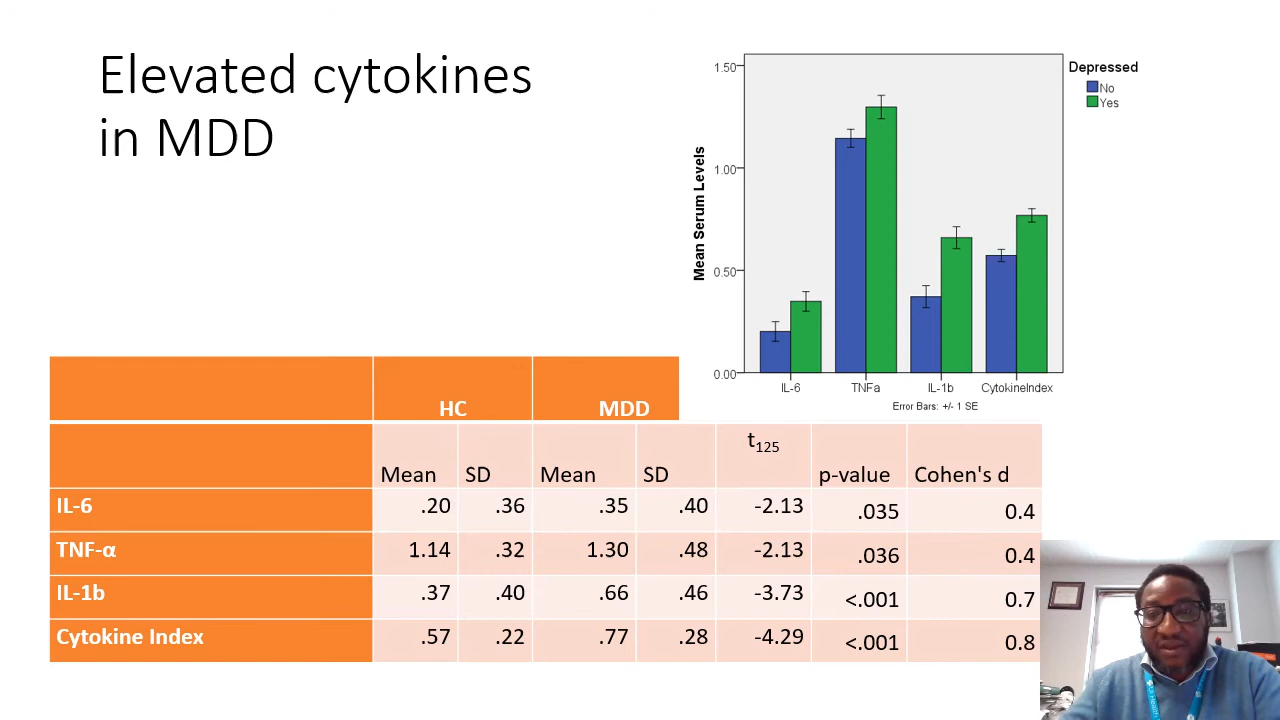 Elevated cytokines
in MDD
1.50
1.00
0.50
0.00
Mean Serum Levels
IL-6 TNFa IL-1b CytokineIndex
Error Bars: +/- 1 SE
Depressed
No
Yes
HC MDD
Mean SD Mean SD t125 p-value Cohen's d
IL-6 .20 .36 .35 .40 -2.13 .035 0.4
TNF-α 1.14 .32 1.30 .48 -2.13 .036 0.4
IL-1b .37 .40 .66 .46 -3.73 <.001 0.7
Cytokine Index .57 .22 .77 .28 -4.29 <.001 0.8